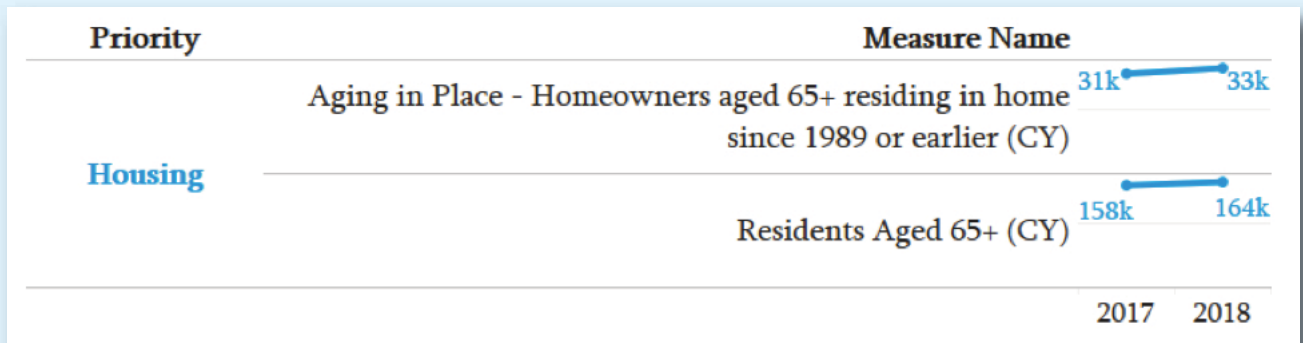 Priority Measure Name
31k 33k
Aging in Place - Homeowners aged 65+ residing in home
since 1989 or earlier (CY)
Housing
158k 164k
Residents Aged 65+ (CY)
2017 2018